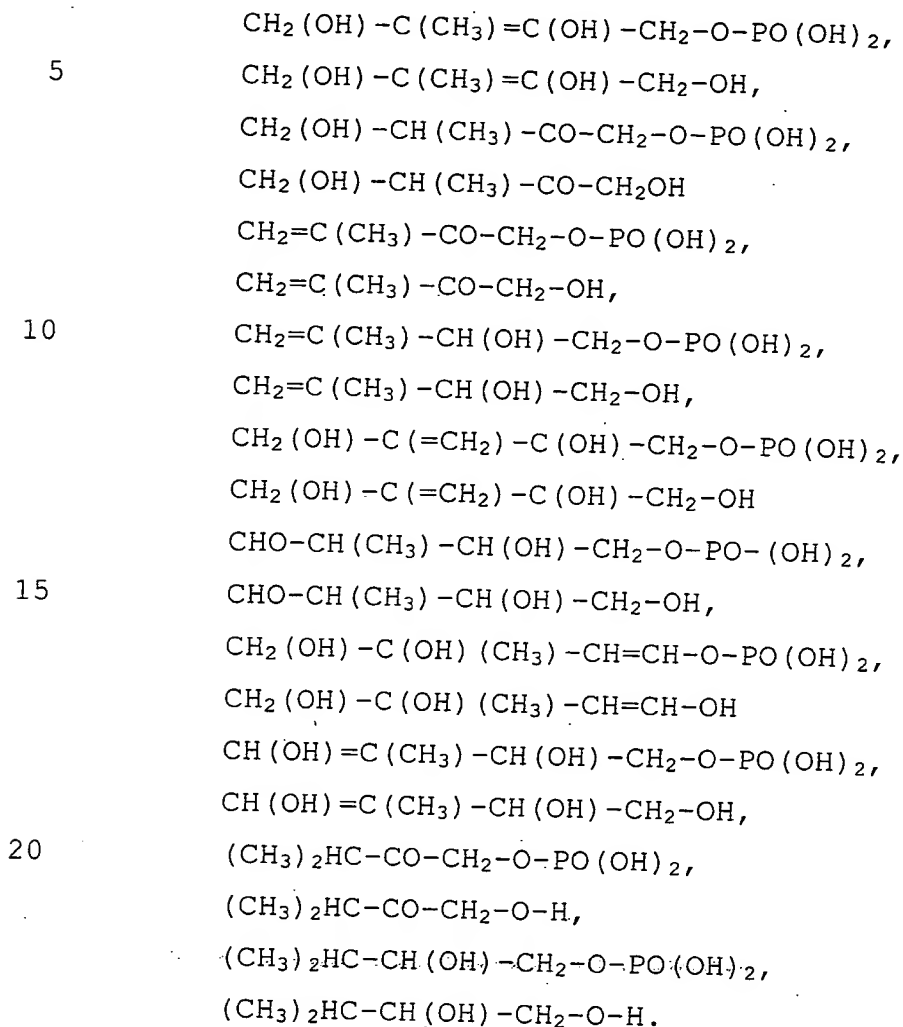 CH₂(OH)-C(CH₃)=C(OH)-CH₂-O-PO(OH)₂,
5 CH₂(OH)-C(CH₃)=C(OH)-CH₂-OH,
CH₂(OH)-CH(CH₃)-CO-CH₂-O-PO(OH)₂,
CH₂(OH)-CH(CH₃)-CO-CH₂OH
CH₂=C(CH₃)-CO-CH₂-O-PO(OH)₂,
CH₂=C(CH₃)-CO-CH₂-OH,
10 CH₂=C(CH₃)-CH(OH)-CH₂-O-PO(OH)₂,
CH₂=C(CH₃)-CH(OH)-CH₂-OH,
CH₂(OH)-C(=CH₂)-C(OH)-CH₂-O-PO(OH)₂,
CH₂(OH)-C(=CH₂)-C(OH)-CH₂-OH
CHO-CH(CH₃)-CH(OH)-CH₂-O-PO-(OH)₂,
15 CHO-CH(CH₃)-CH(OH)-CH₂-OH,
CH₂(OH)-C(OH)(CH₃)-CH=CH-O-PO(OH)₂,
CH₂(OH)-C(OH)(CH₃)-CH=CH-OH
CH(OH)=C(CH₃)-CH(OH)-CH₂-O-PO(OH)₂,
CH(OH)=C(CH₃)-CH(OH)-CH₂-OH,
20 (CH₃)₂HC-CO-CH₂-O-PO(OH)₂,
(CH₃)₂HC-CO-CH₂-O-H,
(CH₃)₂HC-CH(OH)-CH₂-O-PO(OH)₂,
(CH₃)₂HC-CH(OH)-CH₂-O-H.